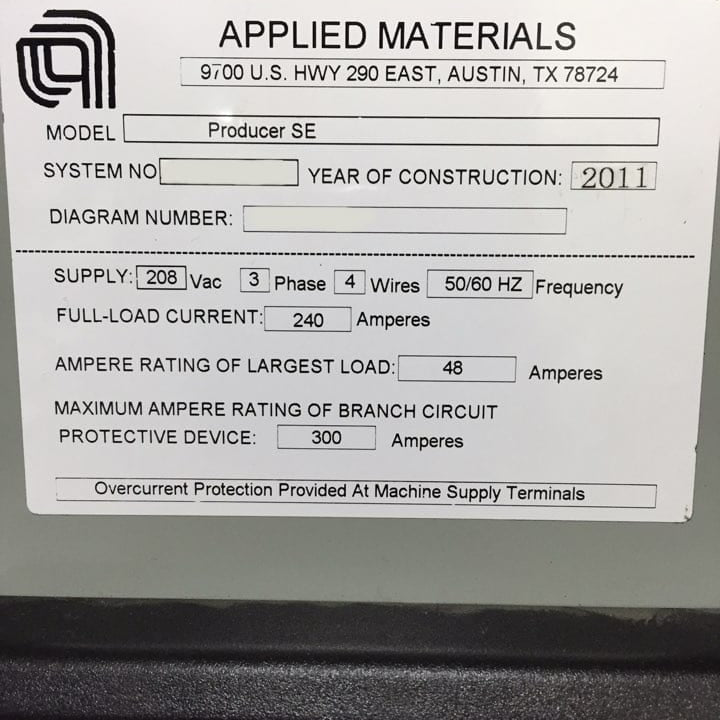 APPLIED MATERIALS
9700 U.S. HWY 290 EAST, AUSTIN, TX 78724
MODEL Producer SE
SYSTEM NO YEAR OF CONSTRUCTION: 2011
DIAGRAM NUMBER:
SUPPLY: 208 Vac 3 Phase 4 Wires 50/60 HZ Frequency
FULL-LOAD CURRENT: 240 Amperes
AMPERE RATING OF LARGEST LOAD: 48 Amperes
MAXIMUM AMPERE RATING OF BRANCH CIRCUIT
PROTECTIVE DEVICE: 300 Amperes
Overcurrent Protection Provided At Machine Supply Terminals